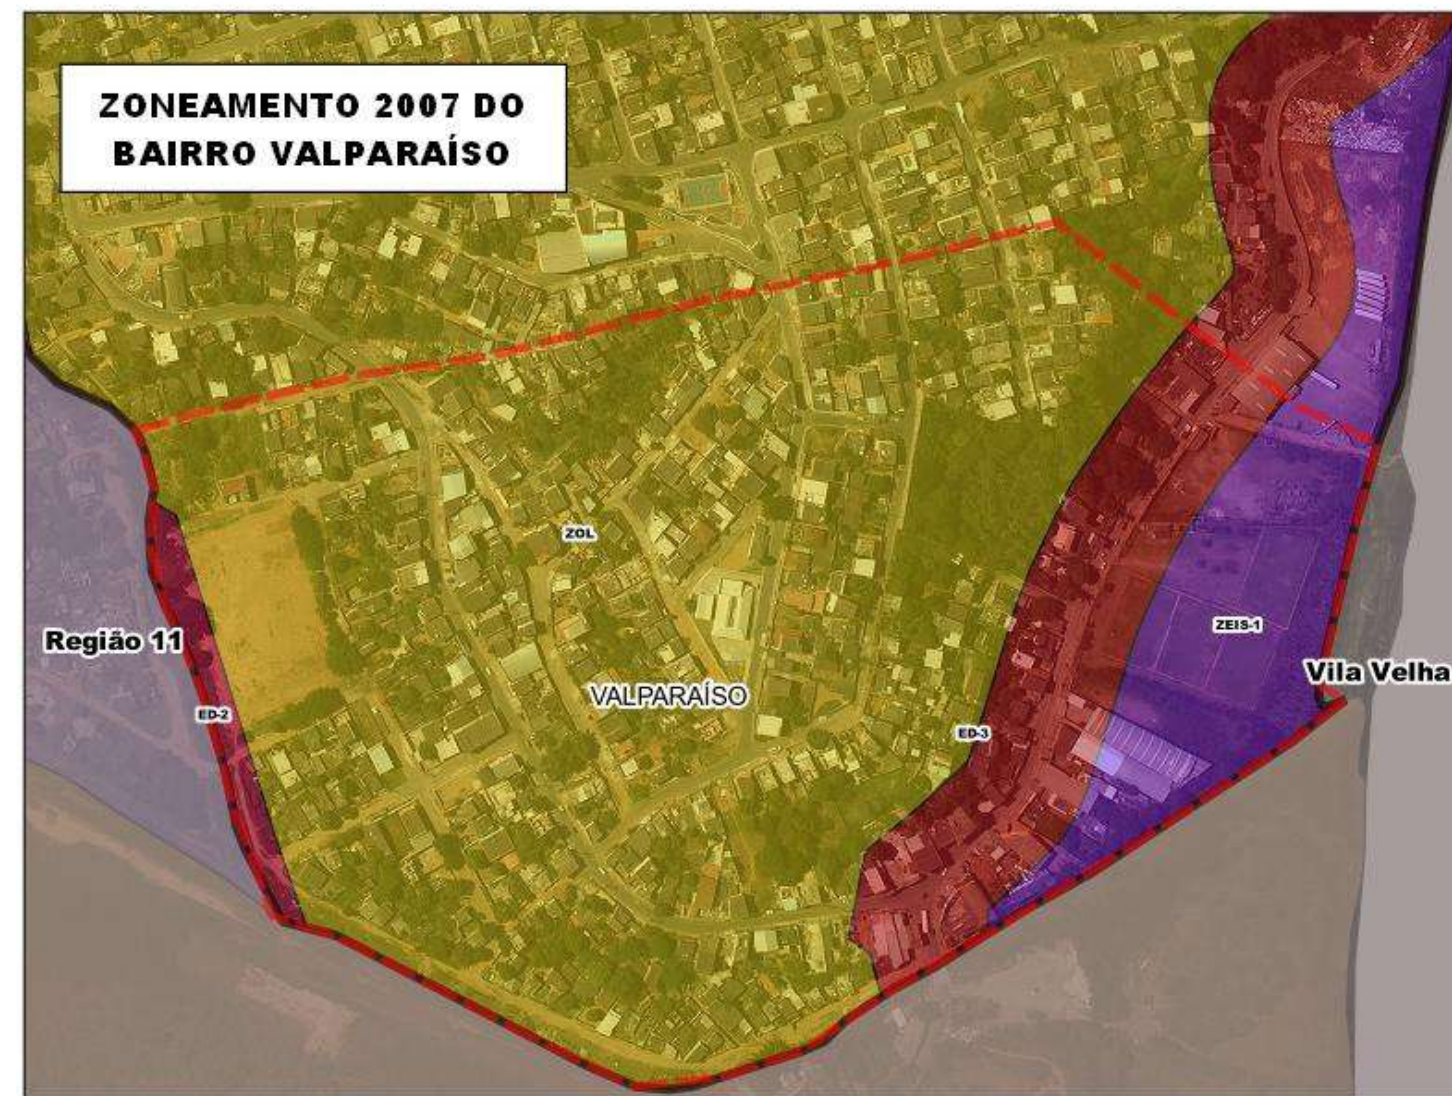 ZONEAMENTO 2007 DO
BAIRRO VALPARAÍSO
ZOL
Região 11
ZEIS-1
Vila Velha
VALPARAÍSO
ED-2
ED-3